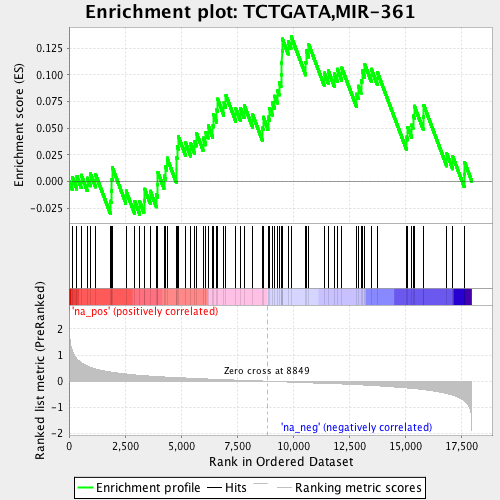 Enrichment plot: TCTGATA,MIR-361
Enrichment score (ES)
0.125
0.100
0.075
0.050
0.025
0.000
-0.025
Ranked list metric (PreRanked)
2
1
0
-1
-2
'na_pos' (positively correlated)
Zero cross at 8849
'na_neg' (negatively correlated)
0
2,500
5,000
7,500
10,000
12,500
15,000
17,500
Rank in Ordered Dataset
Enrichment profile
Hits
Ranking metric scores